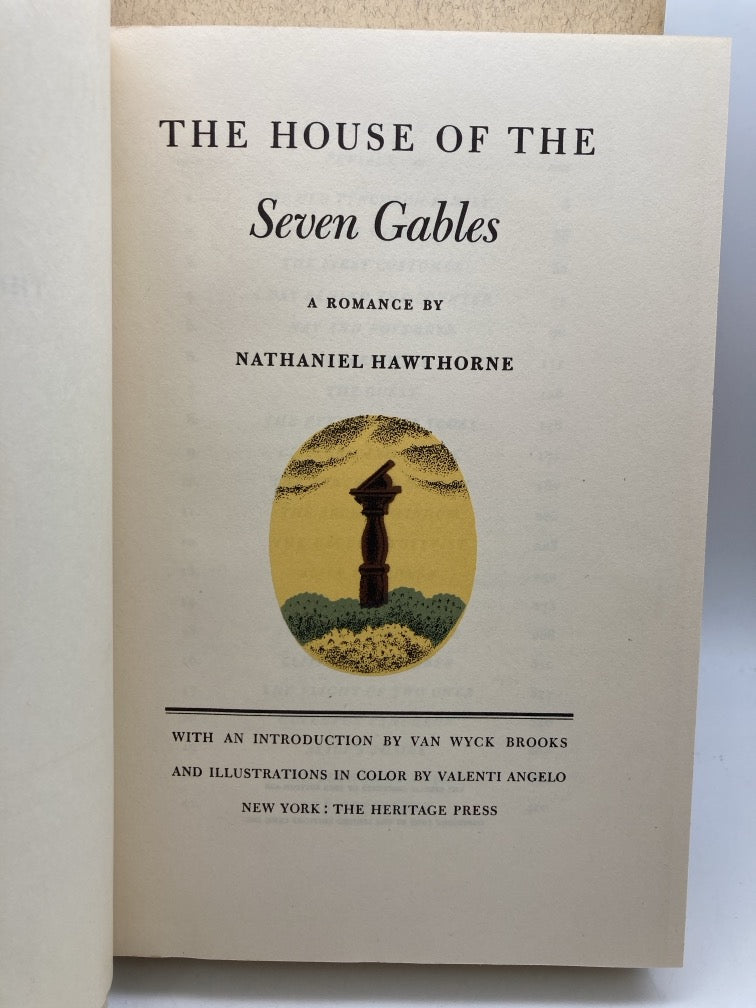 THE HOUSE OF THE
Seven Gables
A ROMANCE BY
NATHANIEL HAWTHORNE
WITH AN INTRODUCTION BY VAN WYCK BROOKS
AND ILLUSTRATIONS IN COLOR BY VALENTI ANGELO
NEW YORK: THE HERITAGE PRESS